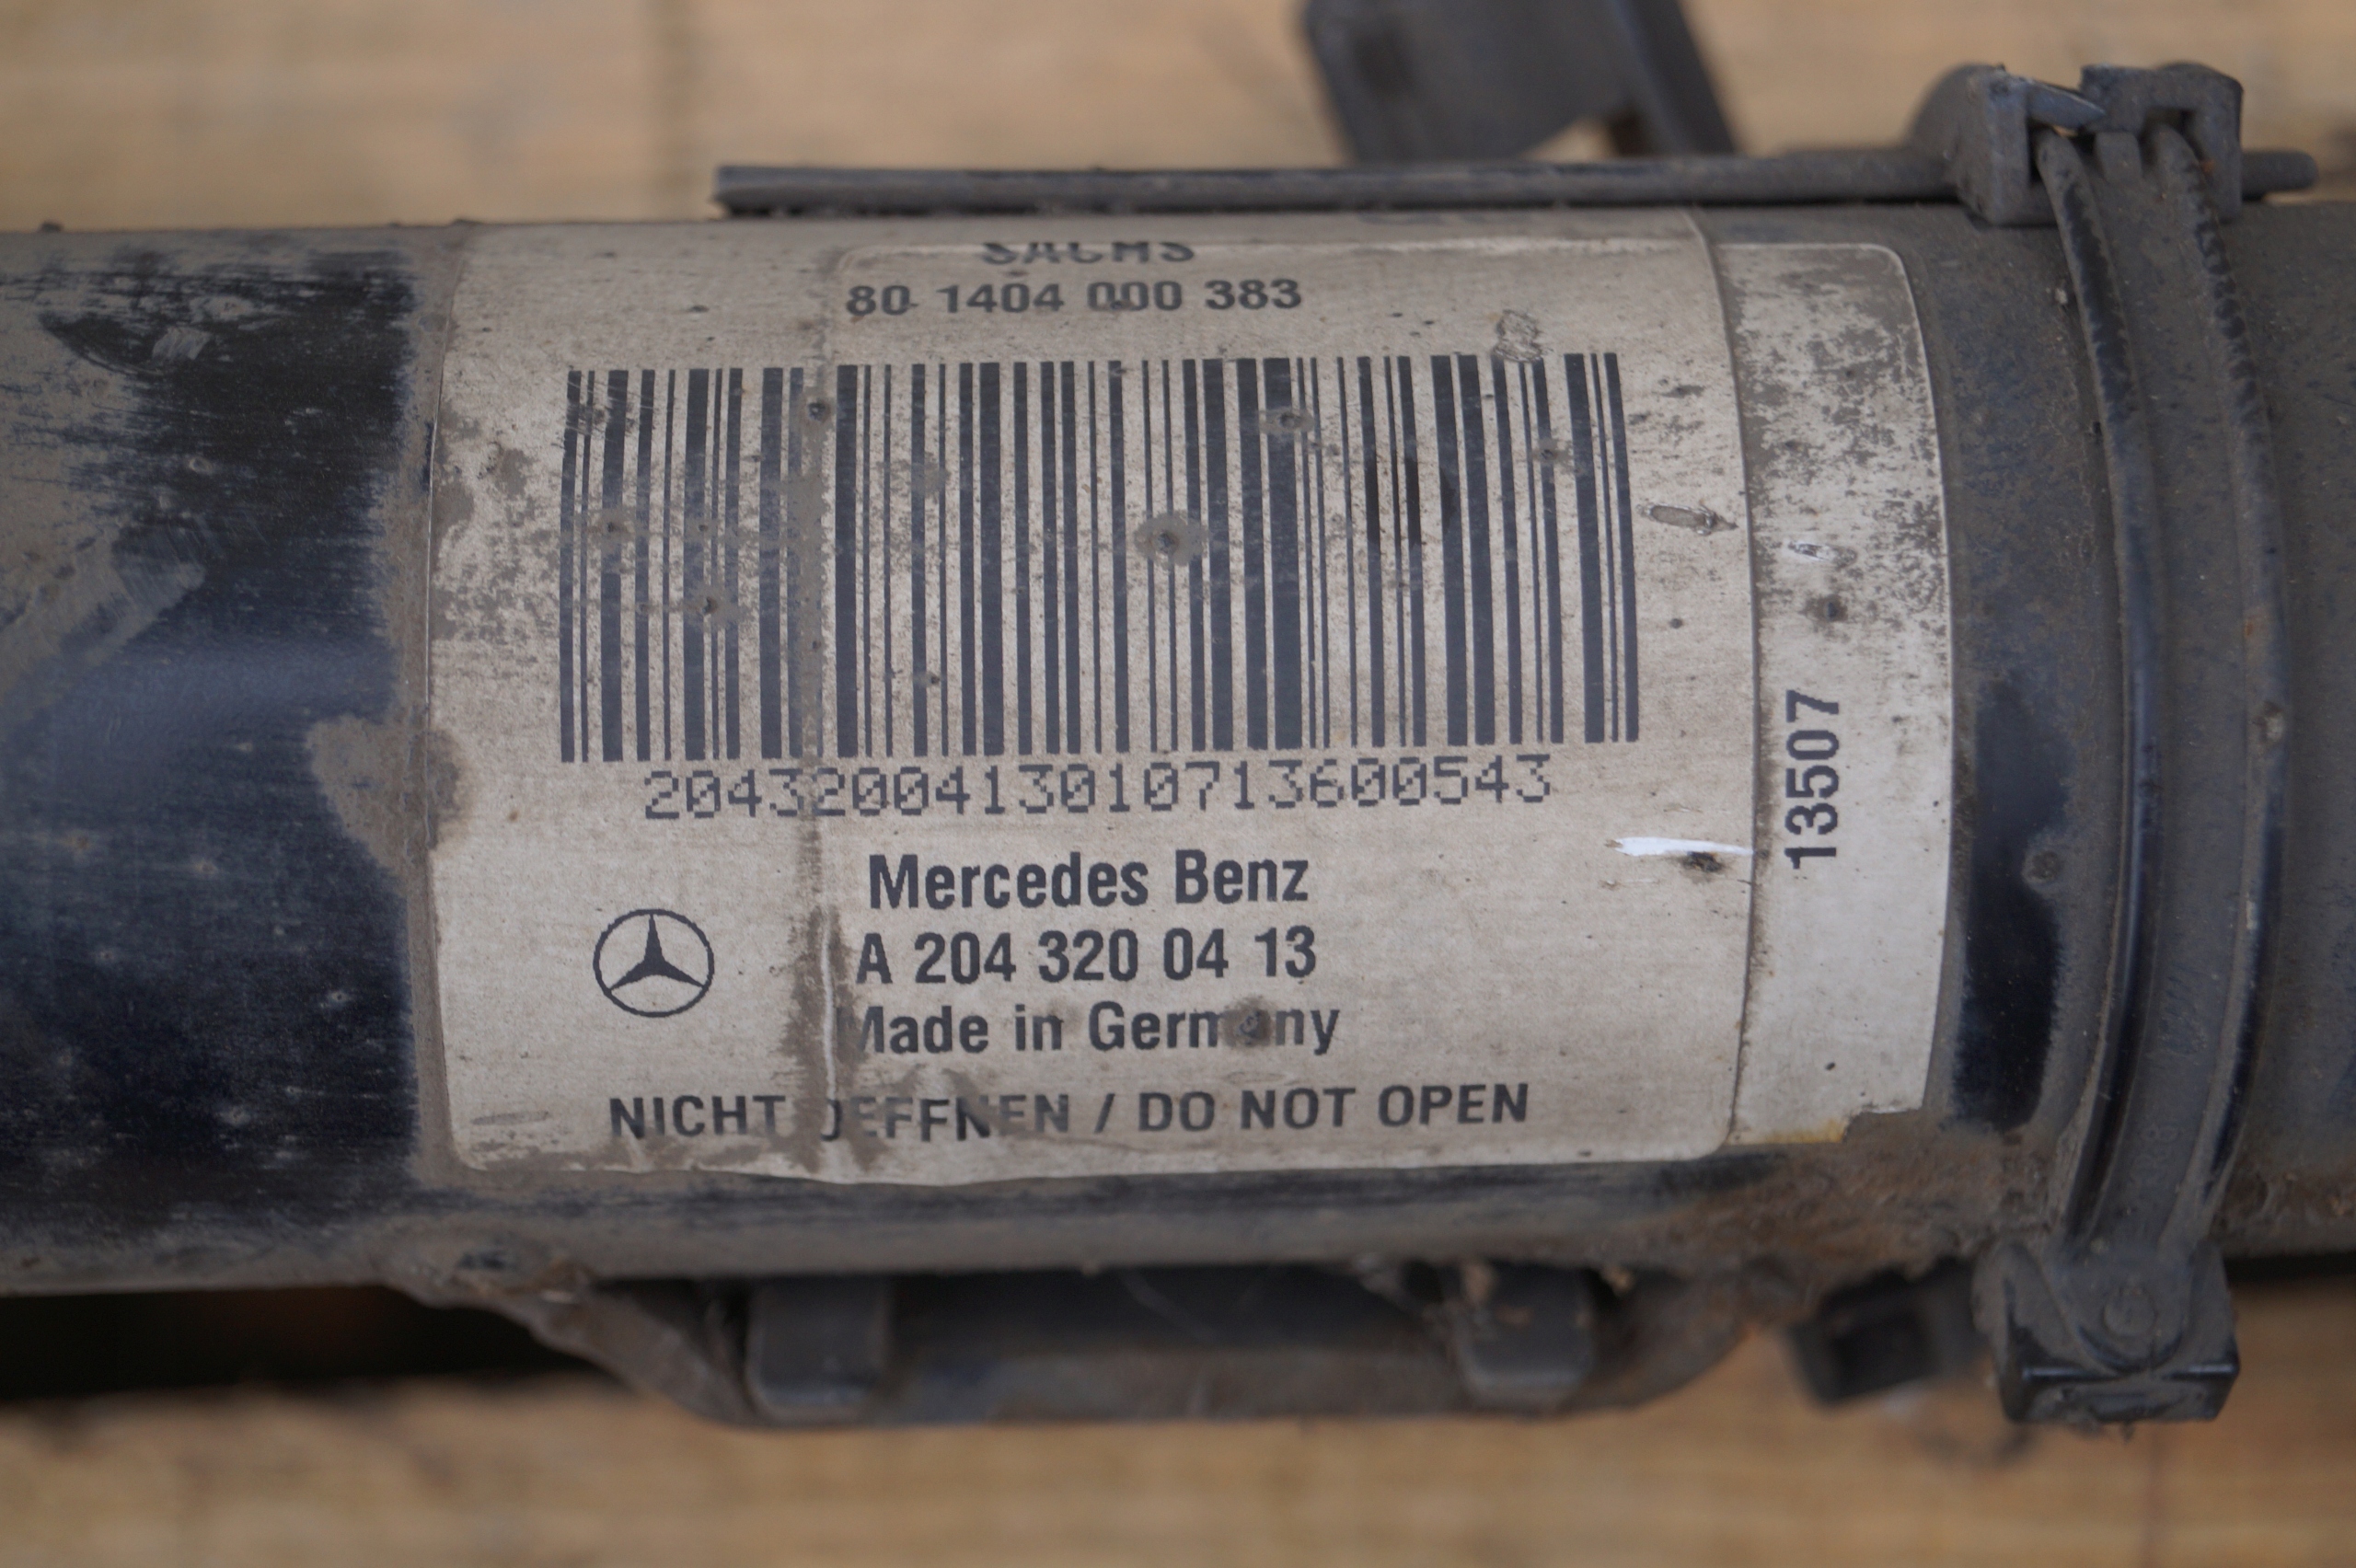 SACHS
80 1404 000 383
2043200413010713600543
Mercedes Benz
A 204 320 04 13
Made in Germany
NICHT OEFFNEN / DO NOT OPEN
13507